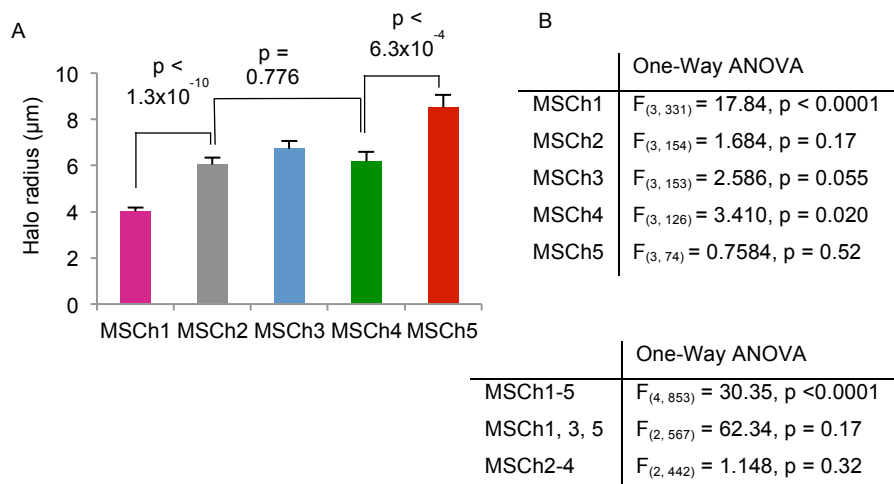 A
p <
1.3x10-10
p =
0.776
p <
6.3x10-4
Halo radius (µm)
10
8
6
4
2
0
MSCh1 MSCh2 MSCh3 MSCh4 MSCh5
B
One-Way ANOVA
MSCh1 F(3, 331) = 17.84, p < 0.0001
MSCh2 F(3, 154) = 1.684, p = 0.17
MSCh3 F(3, 153) = 2.586, p = 0.055
MSCh4 F(3, 126) = 3.410, p = 0.020
MSCh5 F(3, 74) = 0.7584, p = 0.52
One-Way ANOVA
MSCh1-5 F(4, 853) = 30.35, p <0.0001
MSCh1, 3, 5 F(2, 567) = 62.34, p = 0.17
MSCh2-4 F(2, 442) = 1.148, p = 0.32